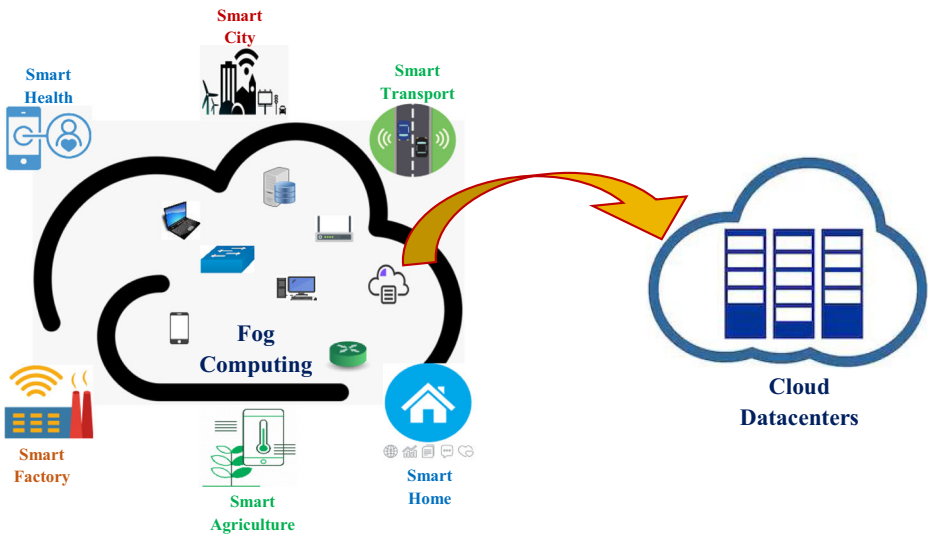 Smart
City
Smart
Health
Smart
Transport
Fog
Computing
Cloud
Datacenters
Smart
Factory
Smart
Home
Smart
Agriculture